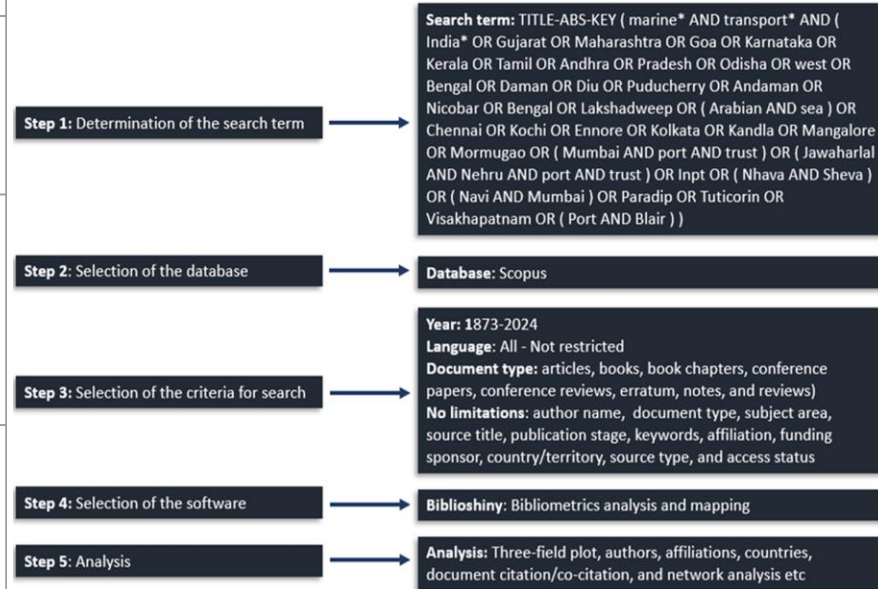 Step 1: Determination of the search term
Search term: TITLE-ABS-KEY ( marine* AND transport* AND (
India* OR Gujarat OR Maharashtra OR Goa OR Karnataka OR
Kerala OR Tamil OR Andhra OR Pradesh OR Odisha OR west OR
Bengal OR Daman OR Diu OR Puducherry OR Andaman OR
Nicobar OR Bengal OR Lakshadweep OR ( Arabian AND sea ) OR
Chennai OR Kochi OR Ennore OR Kolkata OR Kandla OR Mangalore
OR Mormugao OR ( Mumbai AND port AND trust ) OR ( Jawaharlal
AND Nehru AND port AND trust ) OR Inpt OR ( Nhava AND Sheva )
OR ( Navi AND Mumbai ) OR Paradip OR Tuticorin OR
Visakhapatnam OR ( Port AND Blair ) )
Step 2: Selection of the database
Database: Scopus
Step 3: Selection of the criteria for search
Year: 1873-2024
Language: All - Not restricted
Document type: articles, books, book chapters, conference
papers, conference reviews, erratum, notes, and reviews)
No limitations: author name, document type, subject area,
source title, publication stage, keywords, affiliation, funding
sponsor, country/territory, source type, and access status
Step 4: Selection of the software
Biblioshiny: Bibliometrics analysis and mapping
Step 5: Analysis
Analysis: Three-field plot, authors, affiliations, countries,
document citation/co-citation, and network analysis etc